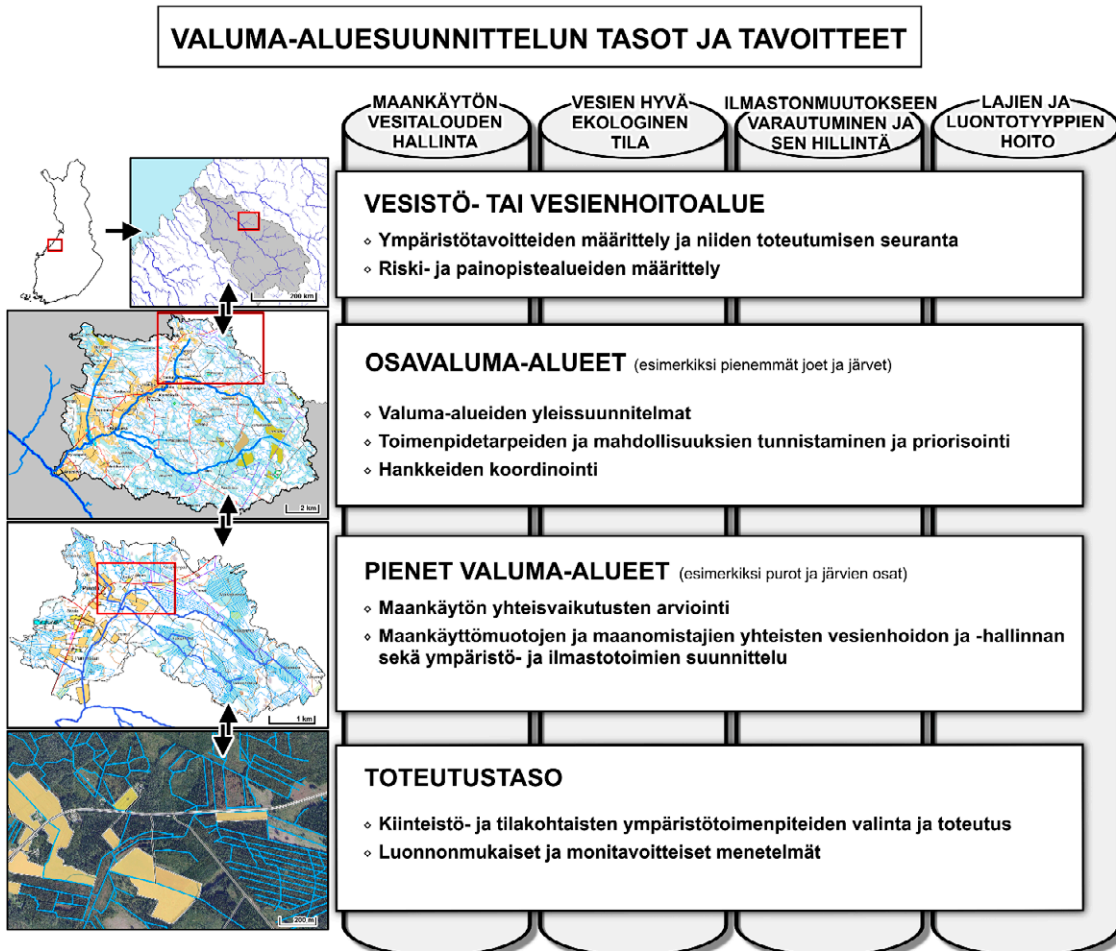 VALUMA-ALUESUUNNITTELUN TASOT JA TAVOITTEET
MAANKÄYTÖN
VESITALOUDEN
HALLINTA
VESIEN HYVÄ
EKOLOGINEN
TILA
ILMASTONMUUTOKSEEN
VARAUTUMINEN JA
SEN HILLINTÄ
LAJIEN JA
LUONTOTYYPPIEN
HOITO
200 km
VESISTÖ- TAI VESIENHOITOALUE
Ympäristötavoitteiden määrittely ja niiden toteutumisen seuranta
Riski- ja painopistealueiden määrittely
2 km
OSAVALUMA-ALUEET (esimerkiksi pienemmät joet ja järvet)
Valuma-alueiden yleissuunnitelmat
Toimenpidetarpeiden ja mahdollisuuksien tunnistaminen ja priorisointi
Hankkeiden koordinointi
1 km
PIENET VALUMA-ALUEET (esimerkiksi purot ja järvien osat)
Maankäytön yhteisvaikutusten arviointi
Maankäyttömuotojen ja maanomistajien yhteisten vesienhoidon ja -hallinnan
sekä ympäristö- ja ilmastotoimien suunnittelu
200 m
TOTEUTUSTASO
Kiinteistö- ja tilakohtaisten ympäristötoimenpiteiden valinta ja toteutus
Luonnonmukaiset ja monitavoitteiset menetelmät